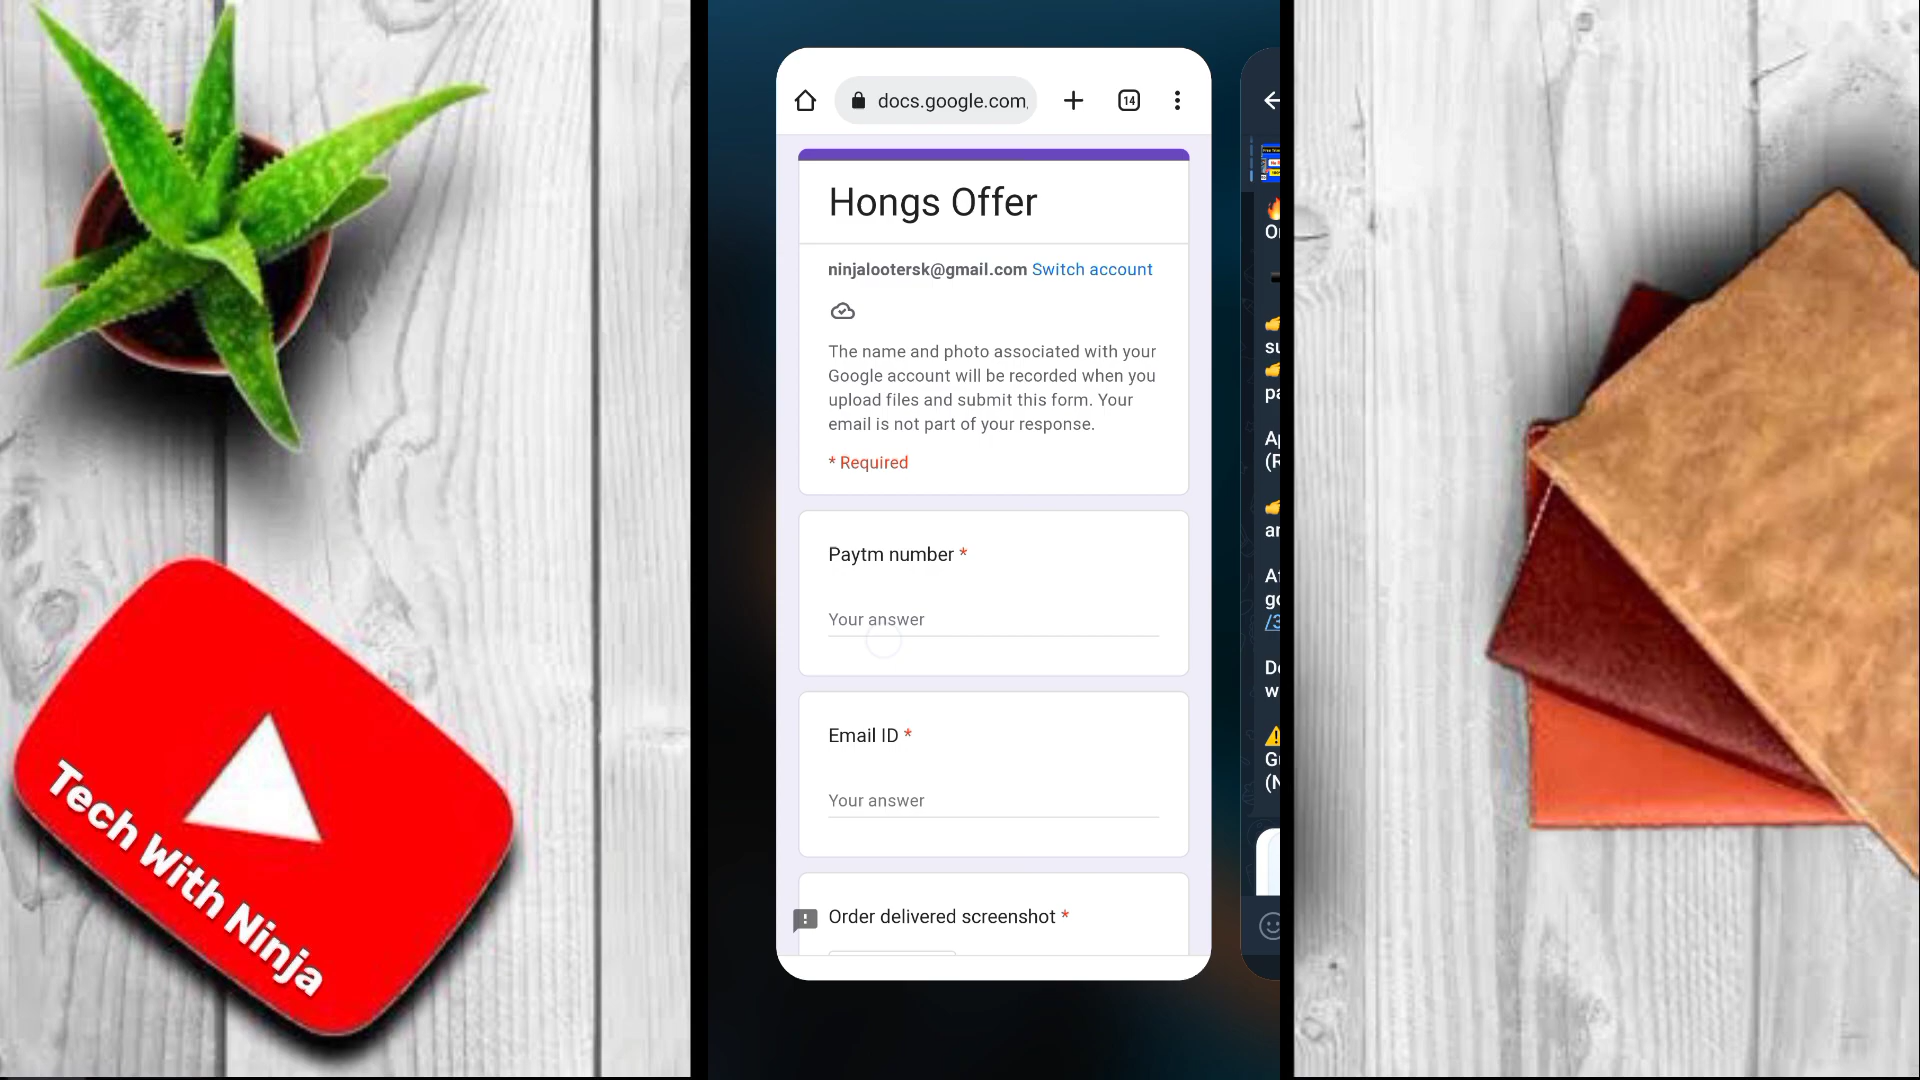 docs.google.com
14
Hongs Offer
ninjalootersk@gmail.com Switch account
The name and photo associated with your
Google account will be recorded when you
upload files and submit this form. Your
email is not part of your response.
* Required
Paytm number *
Your answer
Email ID *
Your answer
Order delivered screenshot *
Tech With Ninja